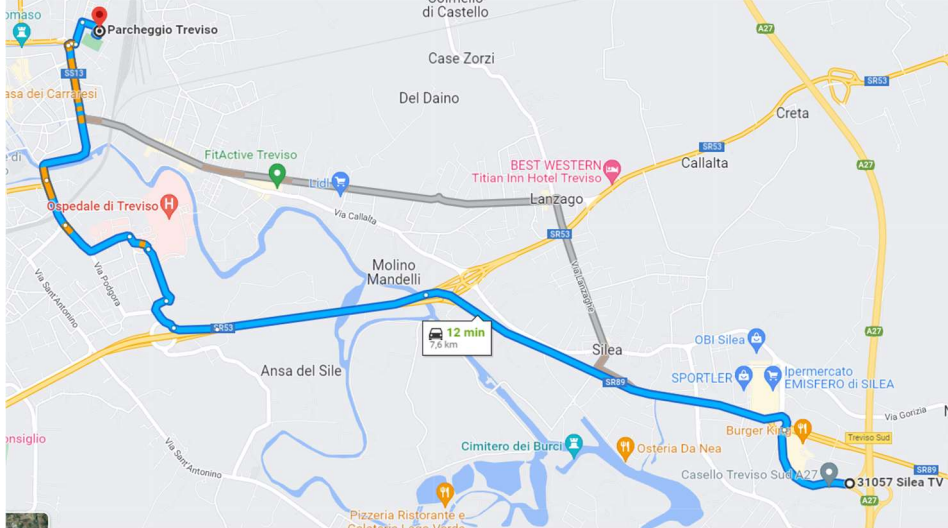 di Castello
omaso
Parcheggio Treviso
A27
Case Zorzi
SS13
SR53
asa dei Carraresi
Del Daino
Creta
FitActive Treviso
SR53
BEST WESTERN
Titian Inn Hotel Treviso
Callalta
A27
Lidl
Ospedale di Treviso
Lanzago
Via Callalta
SR53
Molino
Mandelli
Via Lanzaghe
Via Podgora
Via Sant'Antonino
SR53
12 min
7,6 km
A27
OBI Silea
Silea
Ansa del Sile
SPORTLER
Ipermercato
EMISFERO di SILEA
SR89
Via Gorizia
onsiglio
Burger King
Treviso Sud
Via Sant'Antonino
Cimitero dei Burci
Osteria Da Nea
SR89
Casello Treviso Sud A27
31057 Silea TV
A27
Pizzeria Ristorante e